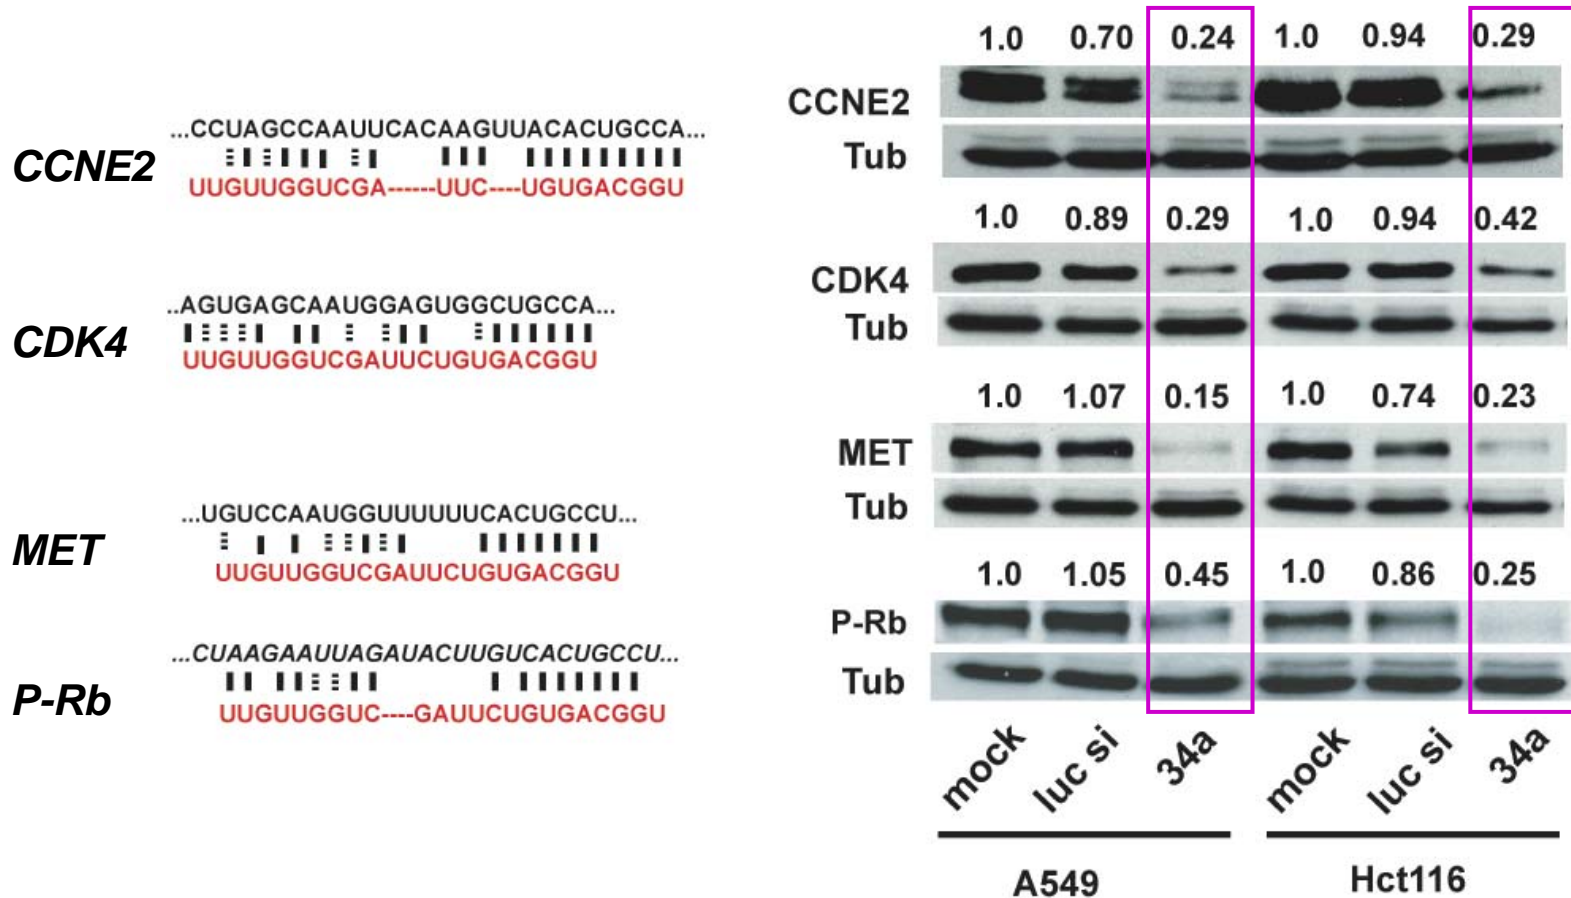 CCNE2
...CCUAGCCAAUUCACAAGUUACACUGCCA...
UUGUUGGUCGA------UUC----UGUGACGGU
CDK4
..AGUGAGCAAUGGAGUGGCUGCCA...
UUGUUGGUCGAUUCUGUGACGGU
MET
...UGUCCAAUGGUUUUUUCACUGCCU...
UUGUUGGUCGAUUCUGUGACGGU
P-Rb
...CUAAGAAUUAGAUACUUGUCACUGCCU...
UUGUUGGUC----GAUUCUGUGACGGU
1.0 0.70 0.24 1.0 0.94 0.29
CCNE2
Tub
1.0 0.89 0.29 1.0 0.94 0.42
CDK4
Tub
1.0 1.07 0.15 1.0 0.74 0.23
MET
Tub
1.0 1.05 0.45 1.0 0.86 0.25
P-Rb
Tub
mock luc si 34a mock luc si 34a
A549 Hct116